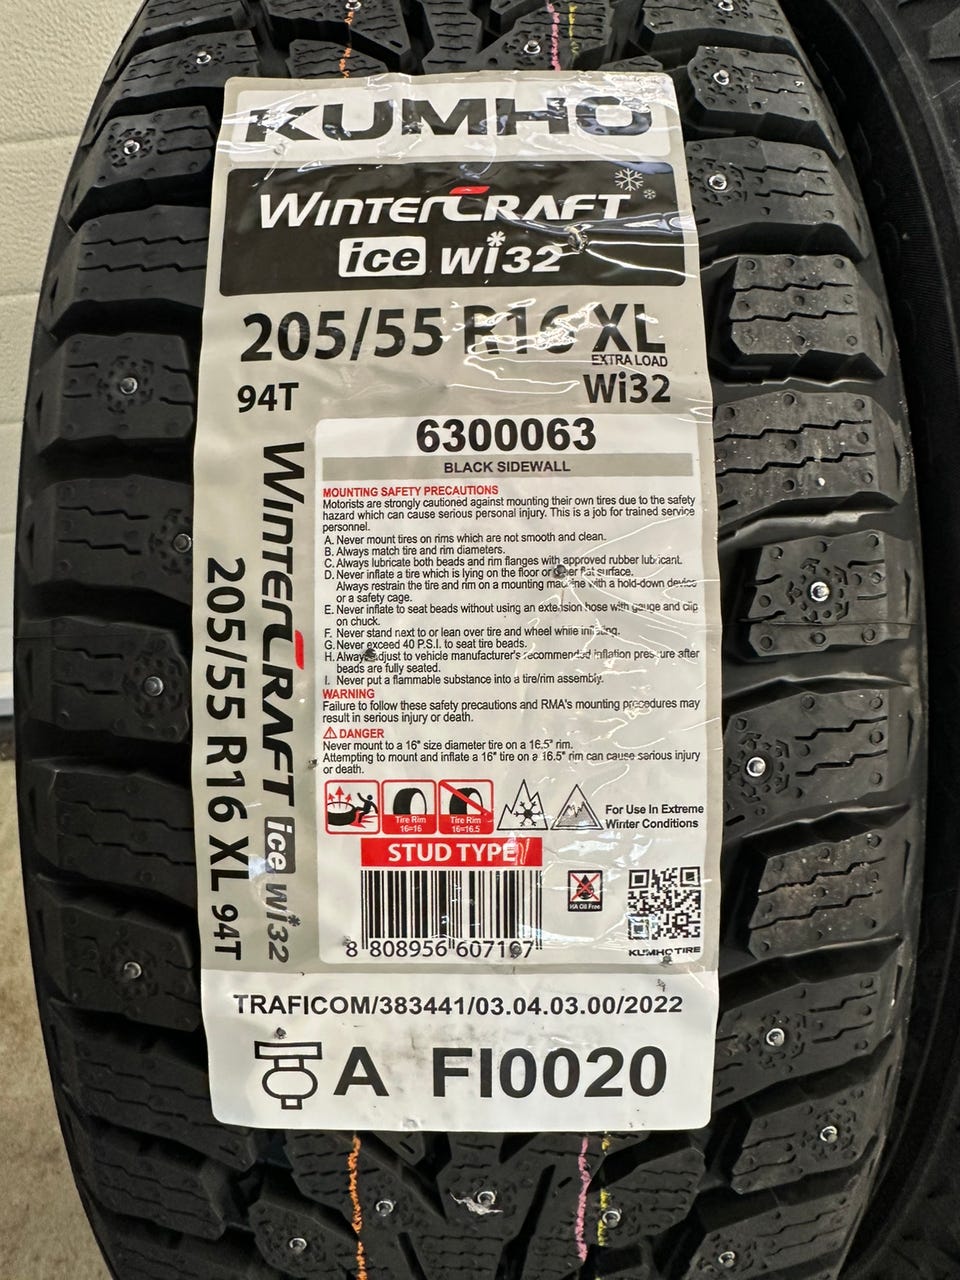 KUMHO
WINTERCRAFT
ice wi32
205/55 R16 XL
EXTRA LOAD
94T
Wi32
6300063
BLACK SIDEWALL
MOUNTING SAFETY PRECAUTIONS
Motorists are strongly cautioned against mounting their own tires due to the safety
hazard which can cause serious personal injury. This is a job for trained service
personnel.
A. Never mount tires on rims which are not smooth and clean.
B. Always match tire and rim diameters.
C. Always lubricate both beads and rim flanges with approved rubber lubricant.
D. Never inflate a tire which is lying on the floor or other flat surface.
Always restrain the tire and rim on a mounting machine with a hold-down device
or a safety cage.
E. Never inflate to seat beads without using an extension hose with gauge and clip
on chuck.
F. Never stand next to or lean over tire and wheel while inflating.
G. Never exceed 40 P.S.I. to seat tire beads.
H. Always adjust to vehicle manufacturer's recommended inflation pressure after
beads are fully seated.
I. Never put a flammable substance into a tire/rim assembly.
WARNING
Failure to follow these safety precautions and RMA's mounting procedures may
result in serious injury or death.
DANGER
Never mount to a 16" size diameter tire on a 16.5" rim.
Attempting to mount and inflate a 16" tire on a 16.5" rim can cause serious injury
or death.
Tire Rim
16=16
Tire Rim
16=16.5
For Use In Extreme
Winter Conditions
STUD TYPE
HA Oil Free
8 808956 607197
KUMHO TIRE
WINTERCRAFT ice wi32
205/55 R16 XL 94T
TRAFICOM/383441/03.04.03.00/2022
A FI0020